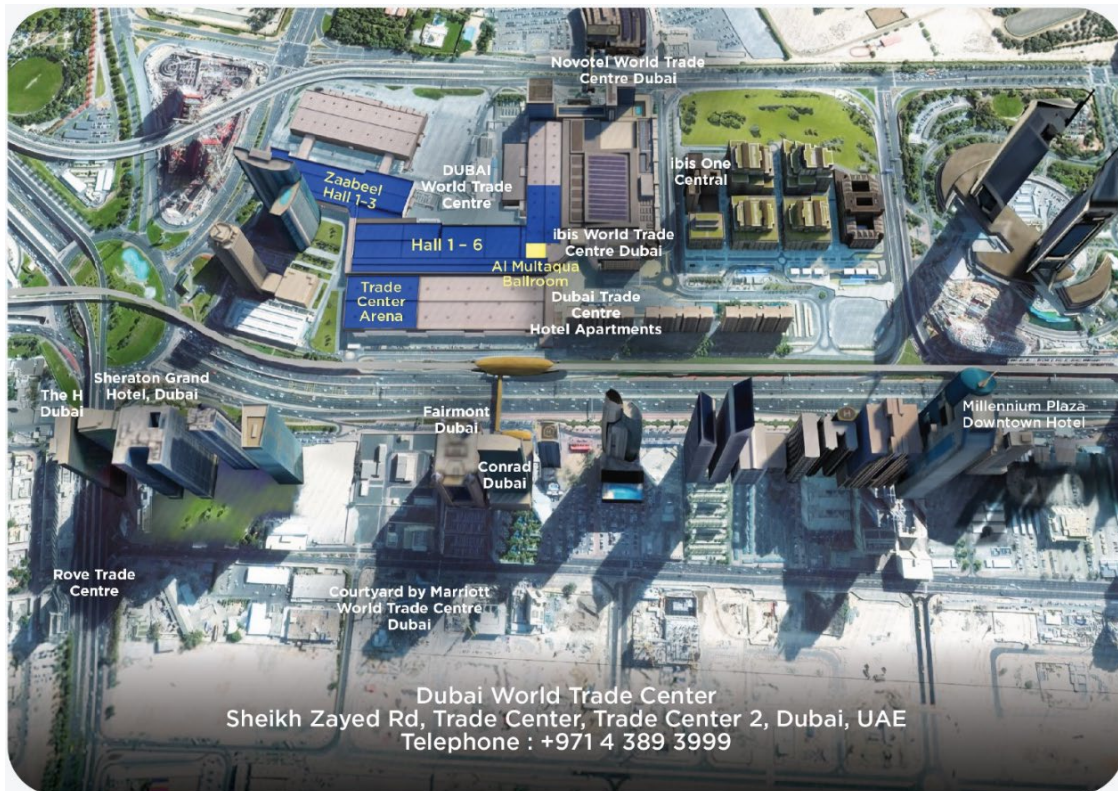 Novotel World Trade
Centre Dubai
Zaabeel
Hall 1-3
DUBAI
World Trade
Centre
ibis One
Central
Hall 1 – 6
ibis World Trade
Centre Dubai
Al Multaqua
Ballroom
Trade
Center
Arena
Dubai Trade
Centre
Hotel Apartments
The H
Dubai
Sheraton Grand
Hotel, Dubai
Fairmont
Dubai
Conrad
Dubai
Millennium Plaza
Downtown Hotel
Rove Trade
Centre
Courtyard by Marriott
World Trade Centre
Dubai
Dubai World Trade Center
Sheikh Zayed Rd, Trade Center, Trade Center 2, Dubai, UAE
Telephone : +971 4 389 3999